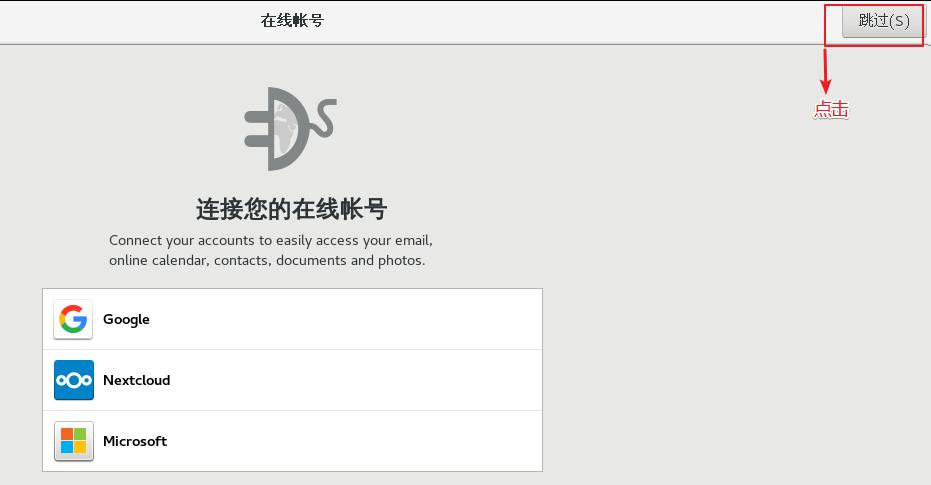 在线帐号
跳过(S)
点击
连接您的在线帐号
Connect your accounts to easily access your email,
online calendar, contacts, documents and photos.
Google
Nextcloud
Microsoft